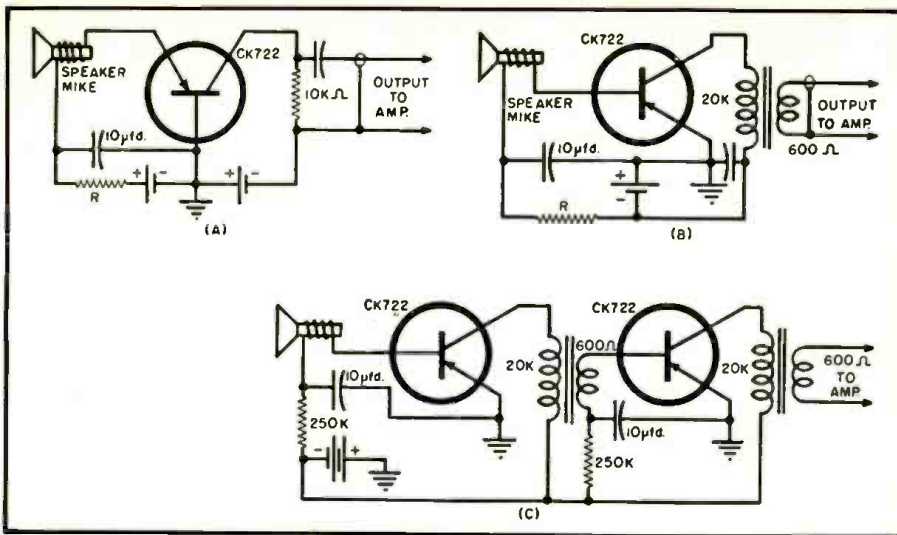 CK722
SPEAKER
MIKE
10µfd.
10K Ω
OUTPUT
TO
AMP.
+ - + -
R
(A)
CK722
SPEAKER
MIKE
20K
OUTPUT
TO AMP.
600 Ω
10µfd.
+
-
R
(B)
CK722
CK722
600Ω
20K
20K
600 Ω
TO
AMP
10µfd.
10µfd.
250K
250K
- +
(C)